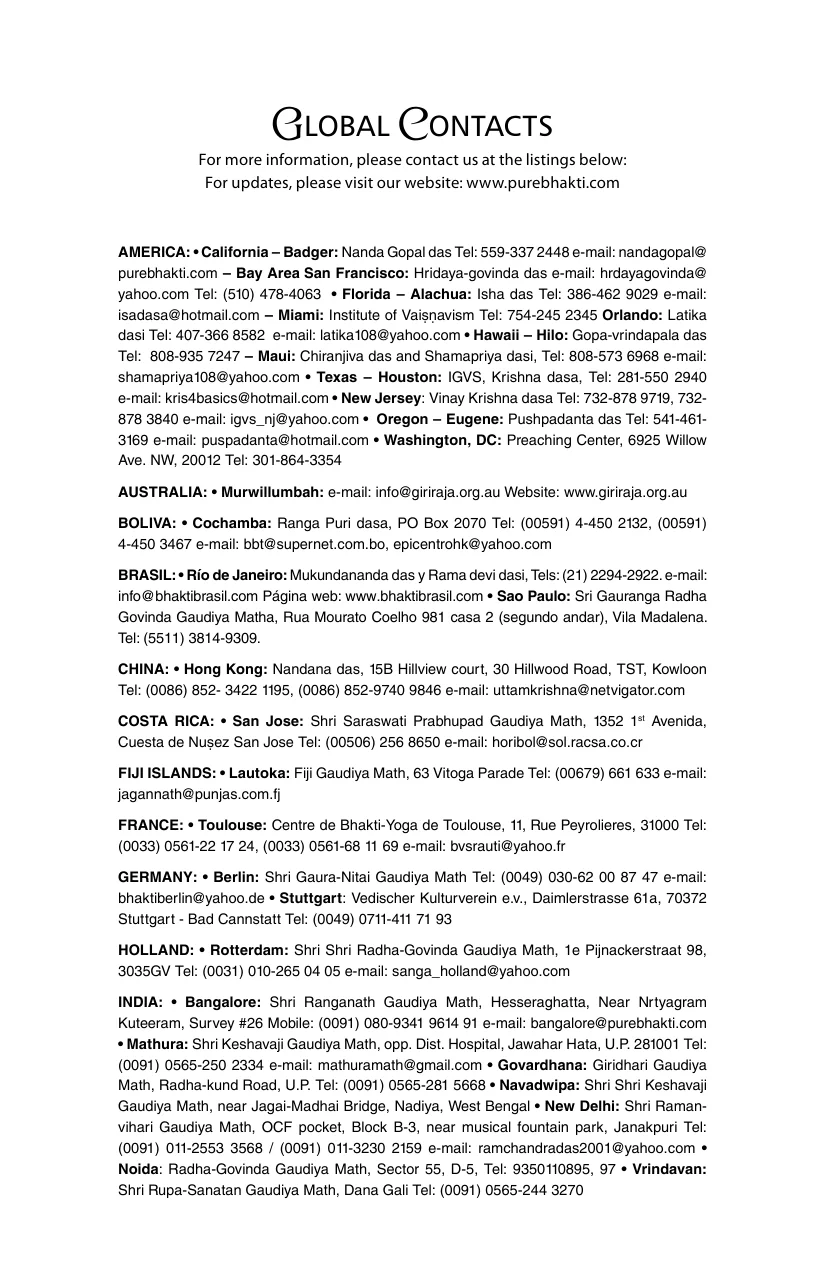 GLOBAL CONTACTS
For more information, please contact us at the listings below:
For updates, please visit our website: www.purebhakti.com
AMERICA: • California – Badger: Nanda Gopal das Tel: 559-337 2448 e-mail: nandagopal@
purebhakti.com – Bay Area San Francisco: Hridaya-govinda das e-mail: hrdayagovinda@
yahoo.com Tel: (510) 478-4063 • Florida – Alachua: Isha das Tel: 386-462 9029 e-mail:
isadasa@hotmail.com – Miami: Institute of Vaiṣṇavism Tel: 754-245 2345 Orlando: Latika
dasi Tel: 407-366 8582 e-mail: latika108@yahoo.com • Hawaii – Hilo: Gopa-vrindapala das
Tel: 808-935 7247 – Maui: Chiranjiva das and Shamapriya dasi, Tel: 808-573 6968 e-mail:
shamapriya108@yahoo.com • Texas – Houston: IGVS, Krishna dasa, Tel: 281-550 2940
e-mail: kris4basics@hotmail.com • New Jersey: Vinay Krishna dasa Tel: 732-878 9719, 732-
878 3840 e-mail: igvs_nj@yahoo.com • Oregon – Eugene: Pushpadanta das Tel: 541-461-
3169 e-mail: puspadanta@hotmail.com • Washington, DC: Preaching Center, 6925 Willow
Ave. NW, 20012 Tel: 301-864-3354
AUSTRALIA: • Murwillumbah: e-mail: info@giriraja.org.au Website: www.giriraja.org.au
BOLIVA: • Cochamba: Ranga Puri dasa, PO Box 2070 Tel: (00591) 4-450 2132, (00591)
4-450 3467 e-mail: bbt@supernet.com.bo, epicentrohk@yahoo.com
BRASIL: • Río de Janeiro: Mukundananda das y Rama devi dasi, Tels: (21) 2294-2922. e-mail:
info@bhaktibrasil.com Página web: www.bhaktibrasil.com • Sao Paulo: Sri Gauranga Radha
Govinda Gaudiya Matha, Rua Mourato Coelho 981 casa 2 (segundo andar), Vila Madalena.
Tel: (5511) 3814-9309.
CHINA: • Hong Kong: Nandana das, 15B Hillview court, 30 Hillwood Road, TST, Kowloon
Tel: (0086) 852- 3422 1195, (0086) 852-9740 9846 e-mail: uttamkrishna@netvigator.com
COSTA RICA: • San Jose: Shri Saraswati Prabhupad Gaudiya Math, 1352 1st Avenida,
Cuesta de Nuṣez San Jose Tel: (00506) 256 8650 e-mail: horibol@sol.racsa.co.cr
FIJI ISLANDS: • Lautoka: Fiji Gaudiya Math, 63 Vitoga Parade Tel: (00679) 661 633 e-mail:
jagannath@punjas.com.fj
FRANCE: • Toulouse: Centre de Bhakti-Yoga de Toulouse, 11, Rue Peyrolieres, 31000 Tel:
(0033) 0561-22 17 24, (0033) 0561-68 11 69 e-mail: bvsrauti@yahoo.fr
GERMANY: • Berlin: Shri Gaura-Nitai Gaudiya Math Tel: (0049) 030-62 00 87 47 e-mail:
bhaktiberlin@yahoo.de • Stuttgart: Vedischer Kulturverein e.v., Daimlerstrasse 61a, 70372
Stuttgart - Bad Cannstatt Tel: (0049) 0711-411 71 93
HOLLAND: • Rotterdam: Shri Shri Radha-Govinda Gaudiya Math, 1e Pijnackerstraat 98,
3035GV Tel: (0031) 010-265 04 05 e-mail: sanga_holland@yahoo.com
INDIA: • Bangalore: Shri Ranganath Gaudiya Math, Hesseraghatta, Near Nrtyagram
Kuteeram, Survey #26 Mobile: (0091) 080-9341 9614 91 e-mail: bangalore@purebhakti.com
• Mathura: Shri Keshavaji Gaudiya Math, opp. Dist. Hospital, Jawahar Hata, U.P. 281001 Tel:
(0091) 0565-250 2334 e-mail: mathuramath@gmail.com • Govardhana: Giridhari Gaudiya
Math, Radha-kund Road, U.P. Tel: (0091) 0565-281 5668 • Navadwipa: Shri Shri Keshavaji
Gaudiya Math, near Jagai-Madhai Bridge, Nadiya, West Bengal • New Delhi: Shri Raman-
vihari Gaudiya Math, OCF pocket, Block B-3, near musical fountain park, Janakpuri Tel:
(0091) 011-2553 3568 / (0091) 011-3230 2159 e-mail: ramchandradas2001@yahoo.com •
Noida: Radha-Govinda Gaudiya Math, Sector 55, D-5, Tel: 9350110895, 97 • Vrindavan:
Shri Rupa-Sanatan Gaudiya Math, Dana Gali Tel: (0091) 0565-244 3270